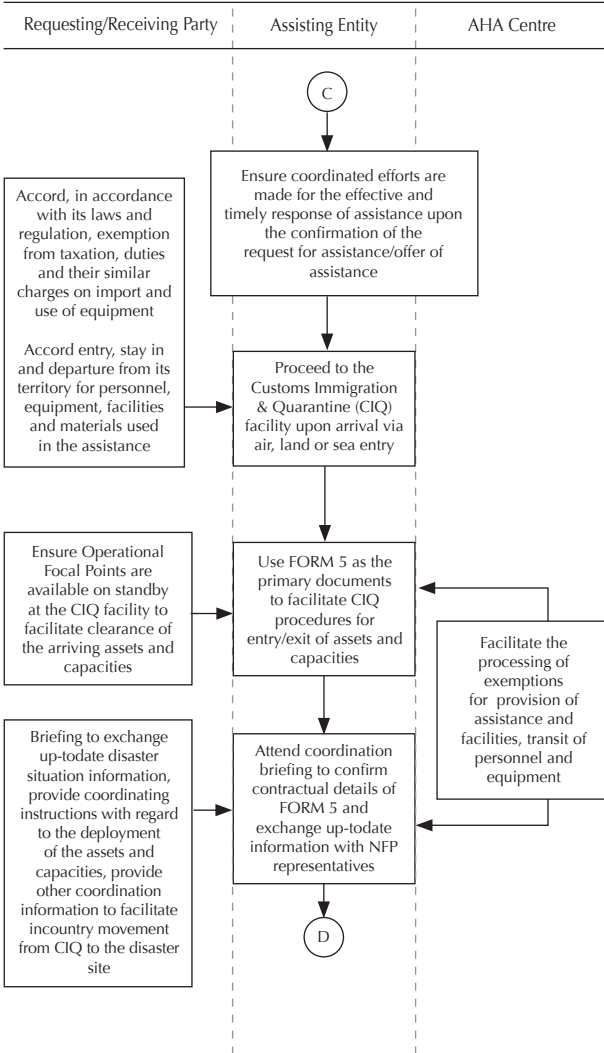 Requesting/Receiving Party
Assisting Entity
AHA Centre
C
Ensure coordinated efforts are
made for the effective and
timely response of assistance upon
the confirmation of the
request for assistance/offer of
assistance
Accord, in accordance
with its laws and
regulation, exemption
from taxation, duties
and their similar
charges on import and
use of equipment
Accord entry, stay in
and departure from its
territory for personnel,
equipment, facilities
and materials used
in the assistance
Proceed to the
Customs Immigration
& Quarantine (CIQ)
facility upon arrival via
air, land or sea entry
Ensure Operational
Focal Points are
available on standby
at the CIQ facility to
facilitate clearance of
the arriving assets and
capacities
Use FORM 5 as the
primary documents
to facilitate CIQ
procedures for
entry/exit of assets and
capacities
Facilitate the
processing of
exemptions
for provision of
assistance and
facilities, transit of
personnel and
equipment
Briefing to exchange
up-todate disaster
situation information,
provide coordinating
instructions with regard
to the deployment
of the assets and
capacities, provide
other coordination
information to facilitate
incountry movement
from CIQ to the disaster
site
Attend coordination
briefing to confirm
contractual details of
FORM 5 and
exchange up-todate
information with NFP
representatives
D